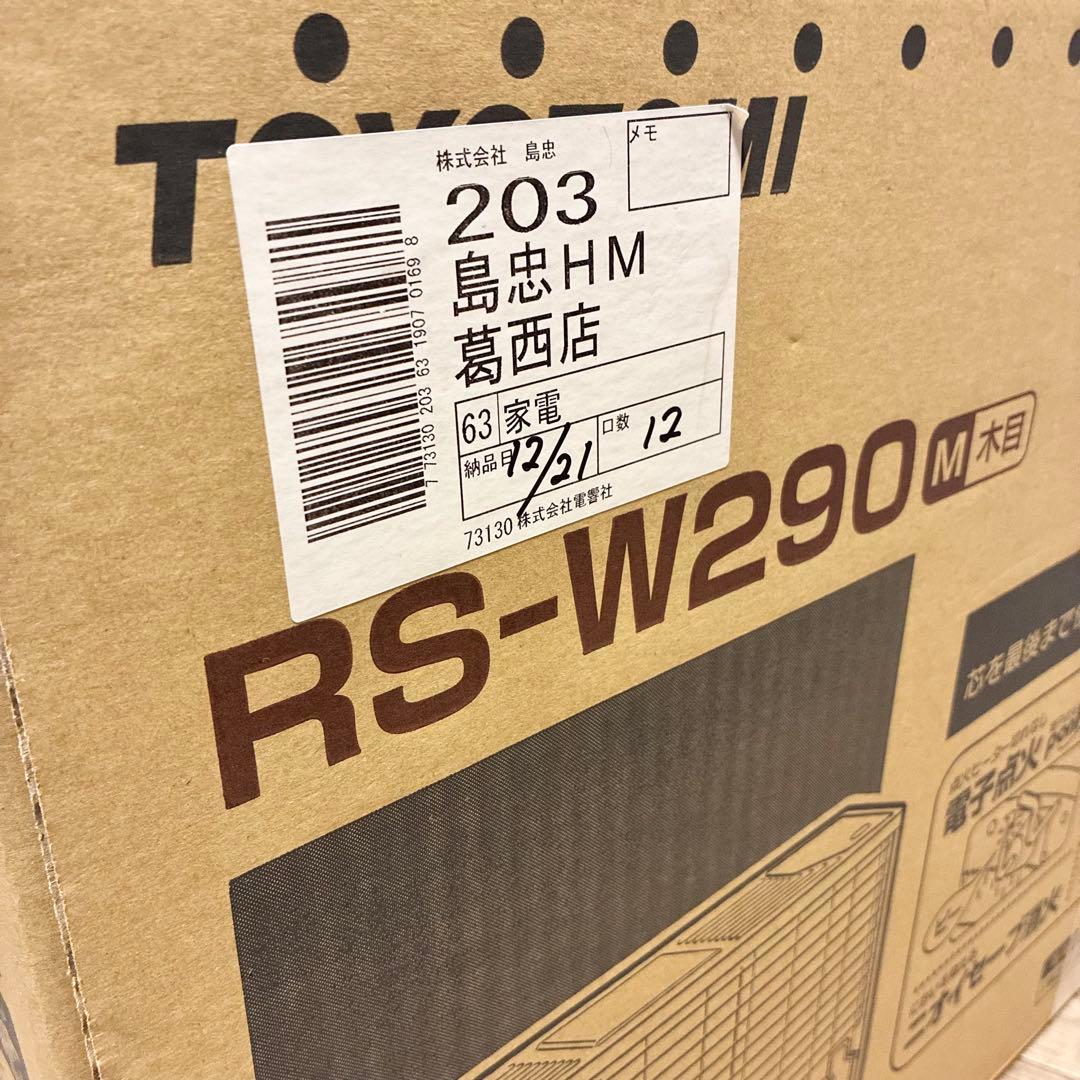 TOYOTOMI
株式会社 島忠
メモ
203
島忠HM
葛西店
63 家電
納品日 12/21
口数 12
73130 株式会社電響社
7 73130 203 63 1907 0169 8
RS-W290 M 木目
芯を最後まで
電子点火
ニオイセーブ消火